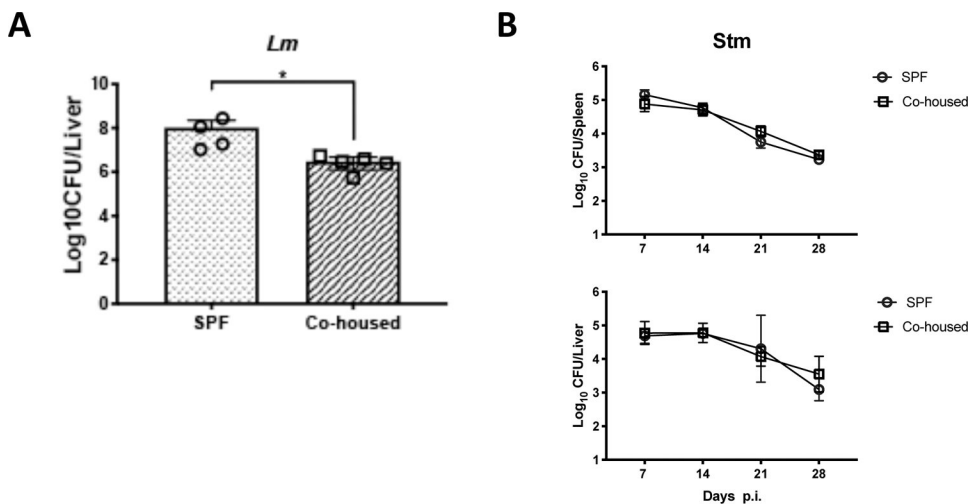 A
Lm
*
10
8
6
4
2
0
Log10CFU/Liver
SPF
Co-housed
B
Stm
6
5
4
3
2
1
Log10 CFU/Spleen
7
14
21
28
SPF
Co-housed
6
5
4
3
2
1
Log10 CFU/Liver
7
14
21
28
Days p.i.
SPF
Co-housed